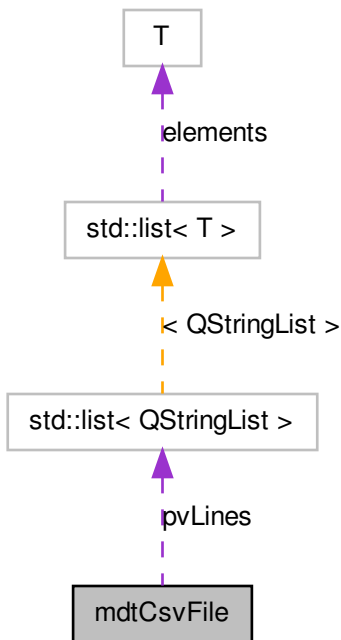 T
elements
std::list< T >
< QStringList >
std::list< QStringList >
pvLines
mdtCsvFile